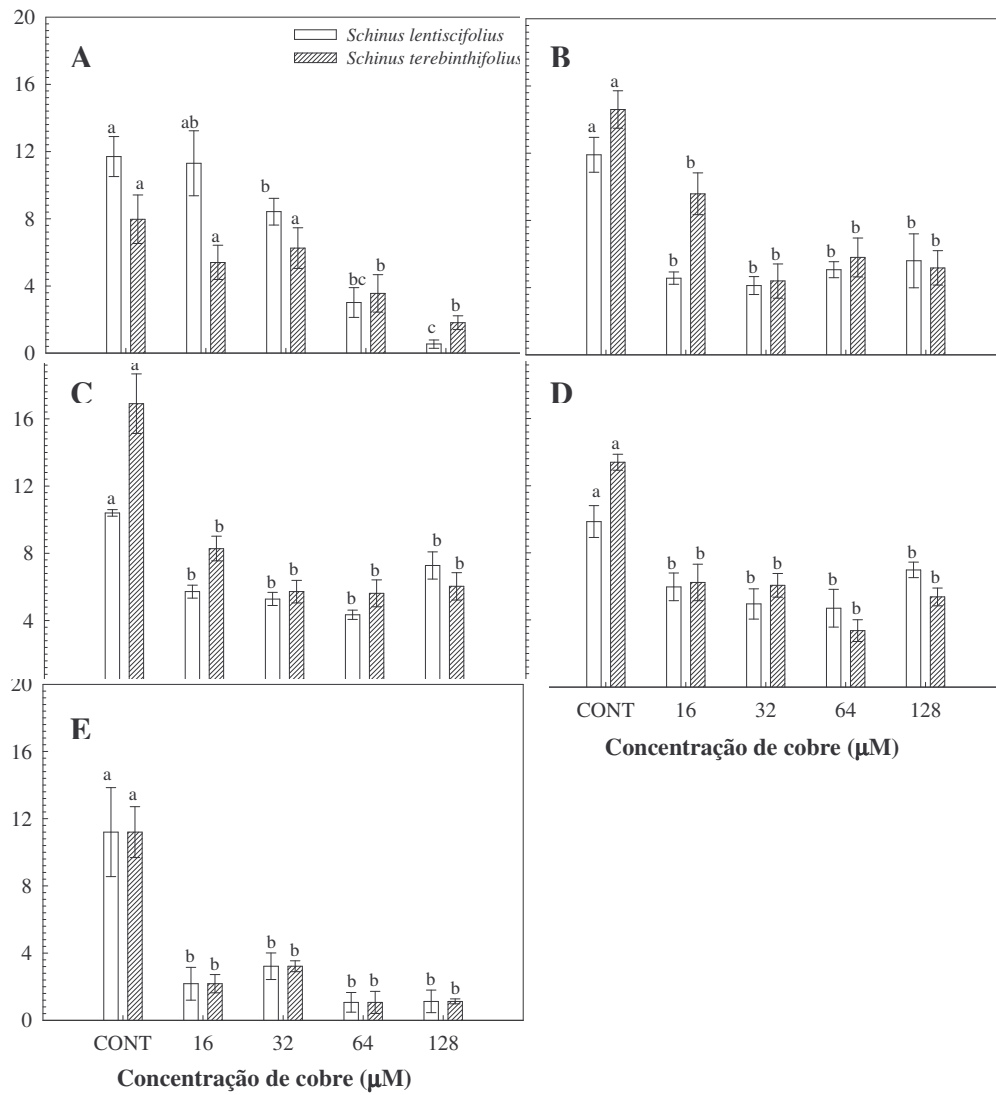 20
A
Schinus lentiscifolius
Schinus terebinthifolius
16
12
8
4
0
a
a
ab
a
b
a
bc
b
c
b
B
a
a
b
b
b
b
b
b
b
b
C
16
12
8
4
a
a
b
b
b
b
b
b
b
b
D
a
a
b
b
b
b
b
b
b
b
CONT 16 32 64 128
Concentração de cobre (μM)
20
E
16
12
8
4
0
a
a
b
b
b
b
b
b
b
b
CONT 16 32 64 128
Concentração de cobre (μM)